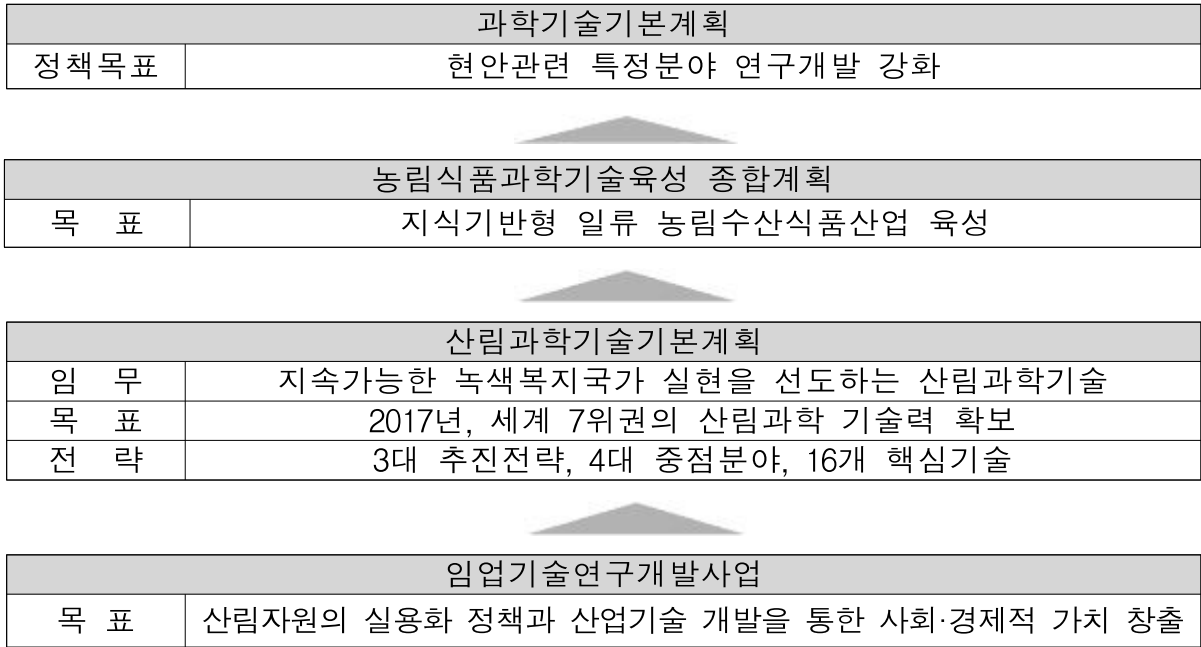 과학기술기본계획
정책목표 현안관련 특정분야 연구개발 강화
농림식품과학기술육성 종합계획
목 표 지식기반형 일류 농림수산식품산업 육성
산림과학기술기본계획
임 무 지속가능한 녹색복지국가 실현을 선도하는 산림과학기술
목 표 2017년, 세계 7위권의 산림과학 기술력 확보
전 략 3대 추진전략, 4대 중점분야, 16개 핵심기술
임업기술연구개발사업
목 표 산림자원의 실용화 정책과 산업기술 개발을 통한 사회·경제적 가치 창출